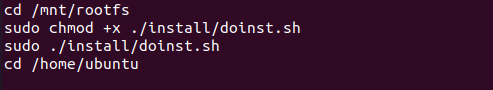 cd /mnt/rootfs
sudo chmod +x ./install/doinst.sh
sudo ./install/doinst.sh
cd /home/ubuntu